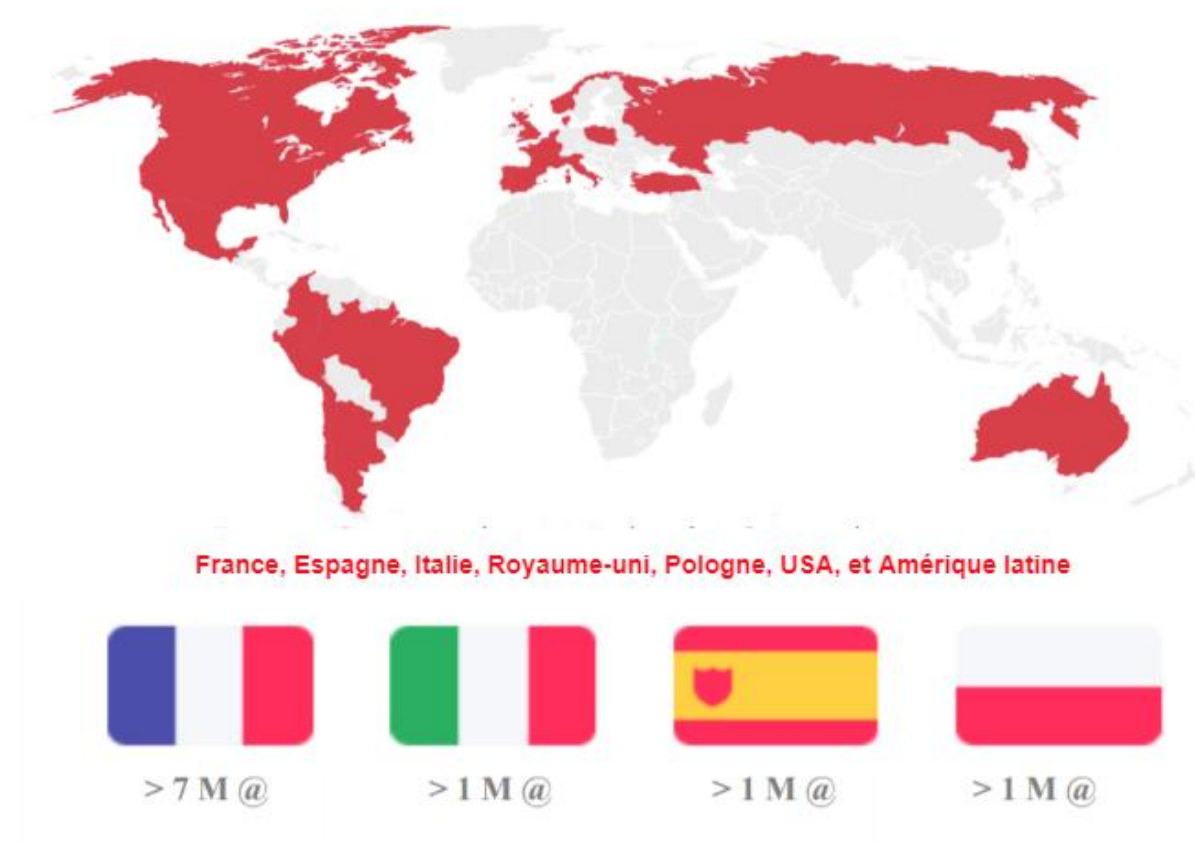 France, Espagne, Italie, Royaume-uni, Pologne, USA, et Amérique latine
> 7 M @
> 1 M @
> 1 M @
> 1 M @